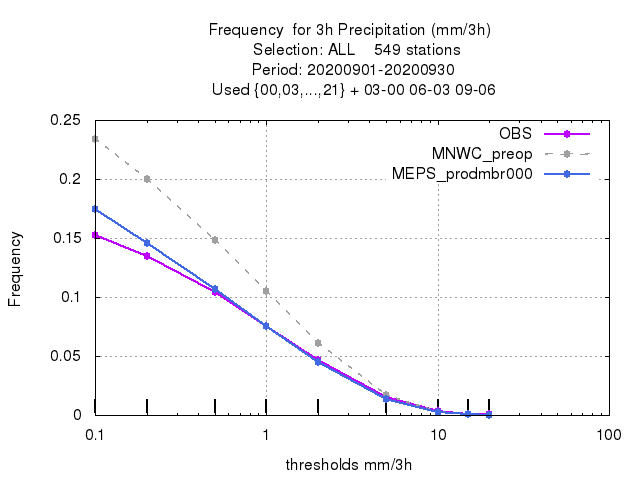 Frequency  for 3h Precipitation (mm/3h)
Selection: ALL    549 stations
Period: 20200901-20200930
Used {00,03,...,21} + 03-00 06-03 09-06
OBS
MNWC_preop
MEPS_prodmbr000
0.25
0.2
0.15
0.1
0.05
0
Frequency
0.1
1
10
100
thresholds mm/3h